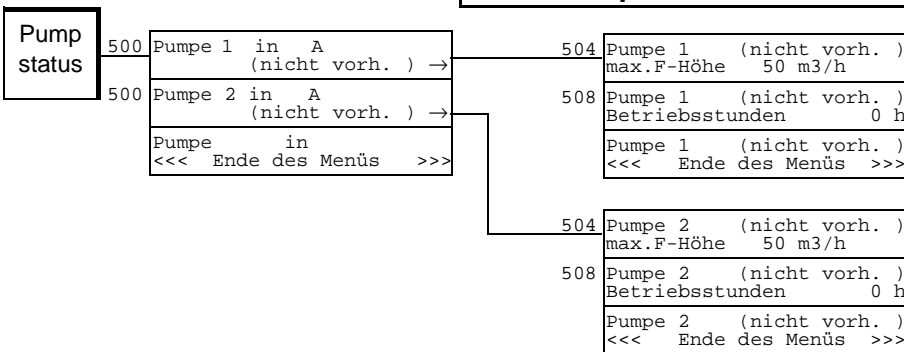 Pump
status
500 Pumpe 1 in A
(nicht vorh. ) →
500 Pumpe 2 in A
(nicht vorh. ) →
Pumpe in
<<< Ende des Menüs >>>
504 Pumpe 1 (nicht vorh. )
max.F-Höhe 50 m3/h
508 Pumpe 1 (nicht vorh. )
Betriebsstunden 0 h
Pumpe 1 (nicht vorh. )
<<< Ende des Menüs >>>
504 Pumpe 2 (nicht vorh. )
max.F-Höhe 50 m3/h
508 Pumpe 2 (nicht vorh. )
Betriebsstunden 0 h
Pumpe 2 (nicht vorh. )
<<< Ende des Menüs >>>